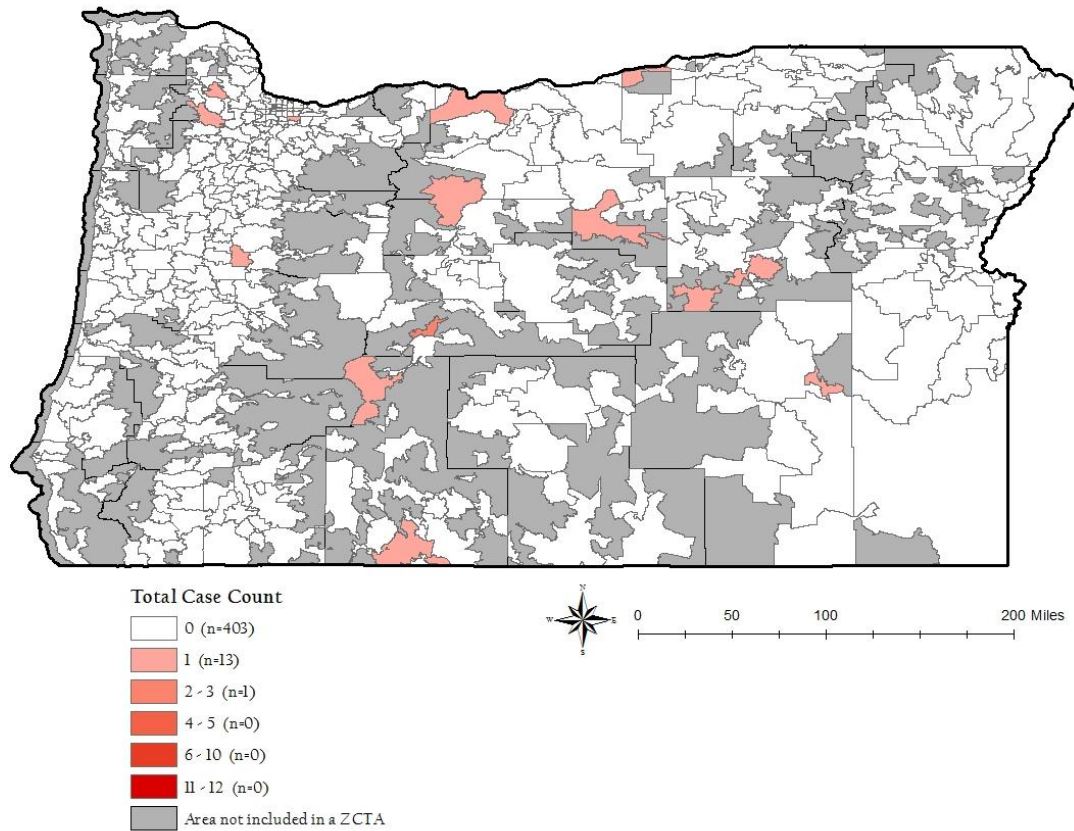 Total Case Count
0 (n=403)
1 (n=13)
2 - 3 (n=1)
4 - 5 (n=0)
6 - 10 (n=0)
11 - 12 (n=0)
Area not included in a ZCTA
N
W E
S
0 50 100 200 Miles